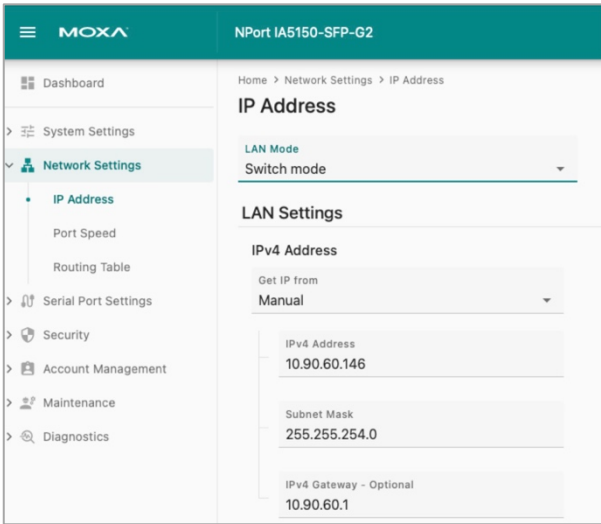 MOXA
NPort IA5150-SFP-G2
Dashboard
System Settings
Network Settings
IP Address
Port Speed
Routing Table
Serial Port Settings
Security
Account Management
Maintenance
Diagnostics
Home > Network Settings > IP Address
IP Address
LAN Mode
Switch mode
LAN Settings
IPv4 Address
Get IP from
Manual
IPv4 Address
10.90.60.146
Subnet Mask
255.255.254.0
IPv4 Gateway - Optional
10.90.60.1